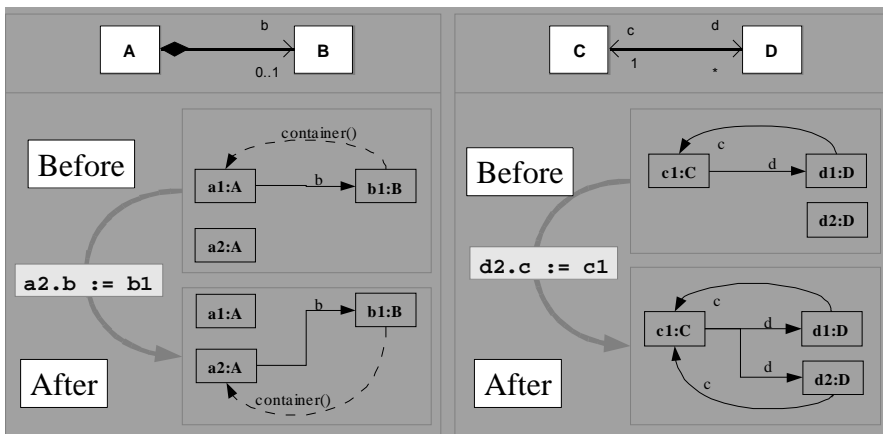 b
A
B
0..1
Before
container()
a1:A
b
b1:B
a2:A
a2.b := b1
a1:A
b
b1:B
a2:A
container()
After
c
d
C
D
1
*
Before
c
c1:C
d
d1:D
d2:D
d2.c := c1
c
c1:C
d
d1:D
d
d2:D
c
After